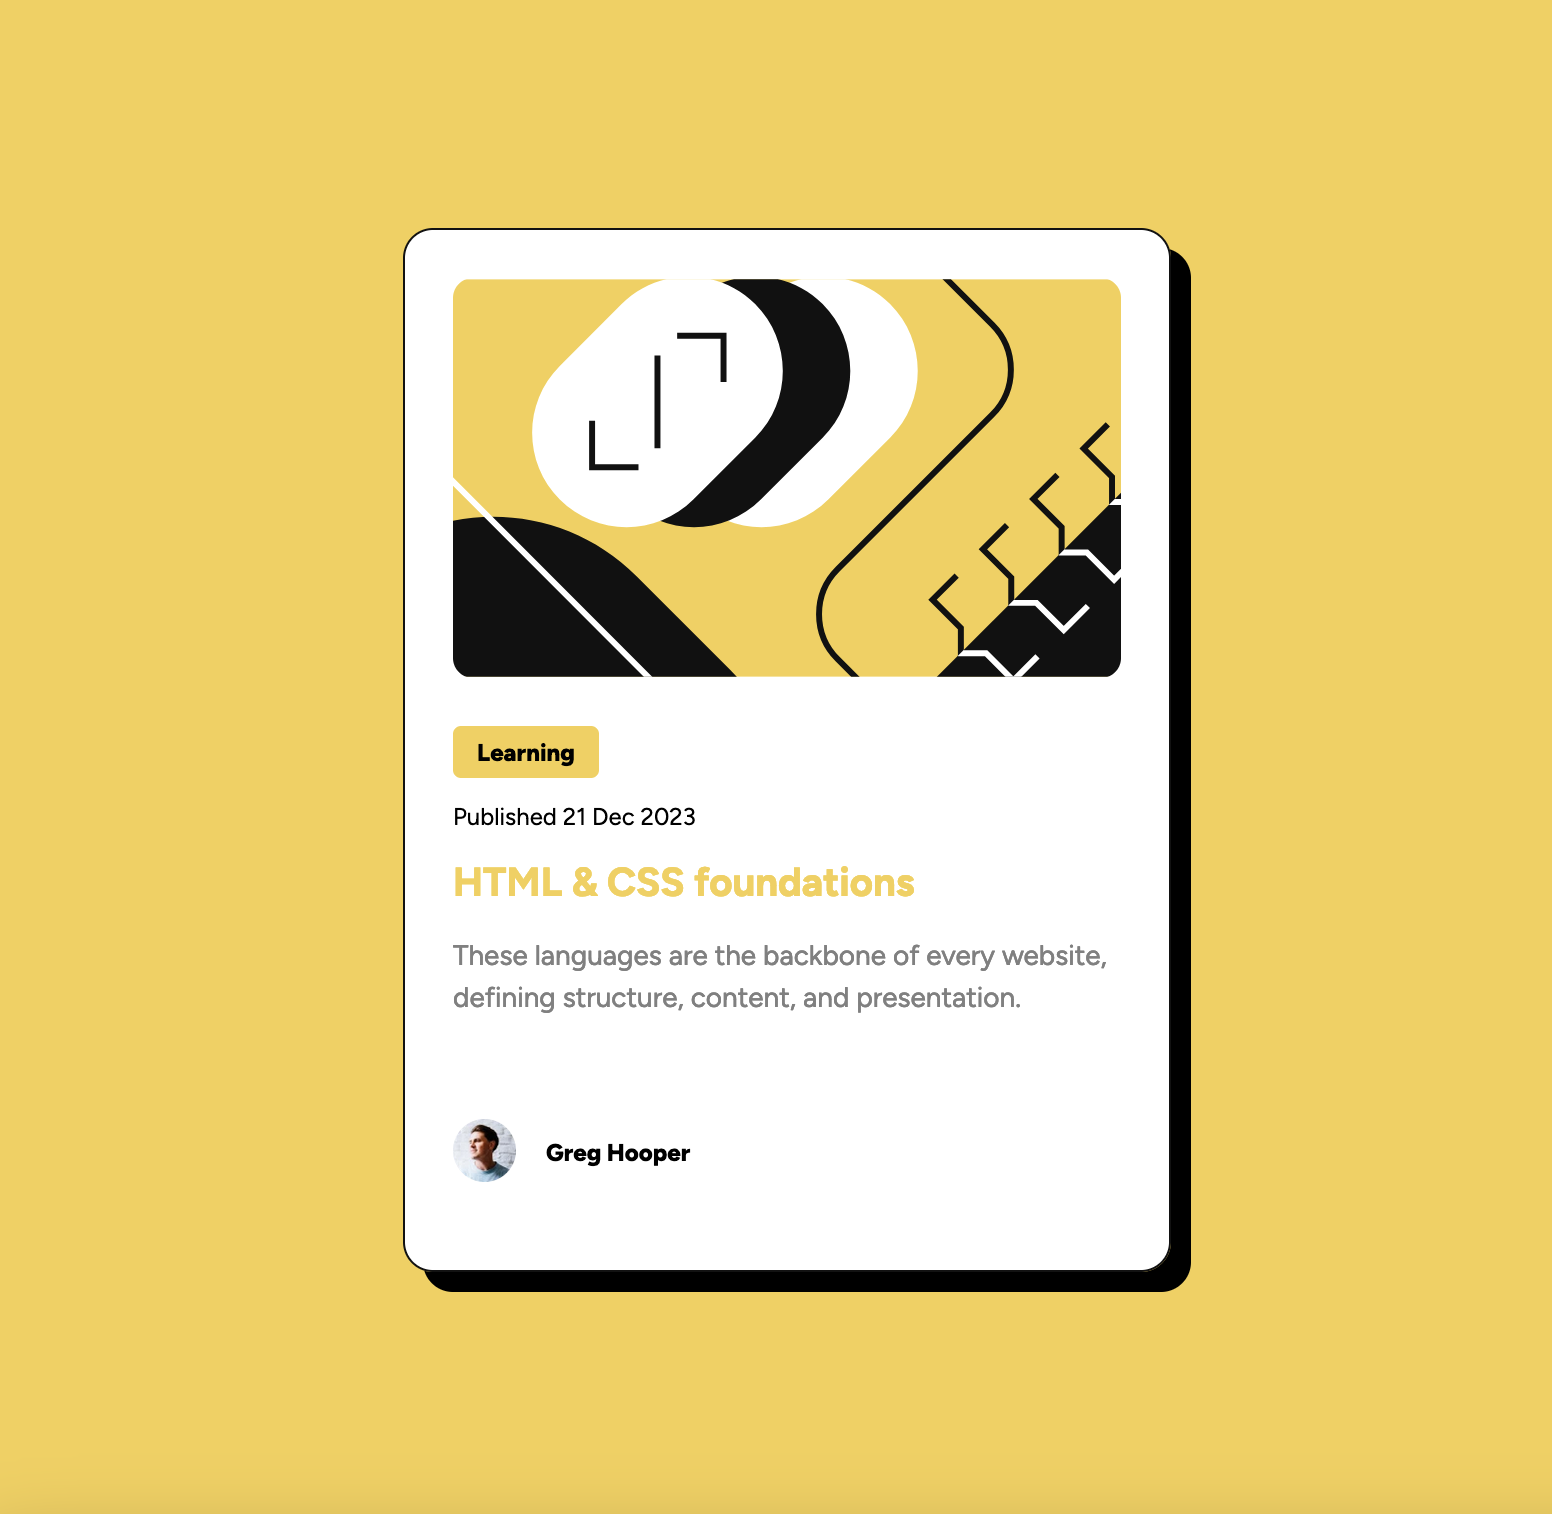 Learning
Published 21 Dec 2023
HTML & CSS foundations
These languages are the backbone of every website,
defining structure, content, and presentation.
Greg Hooper